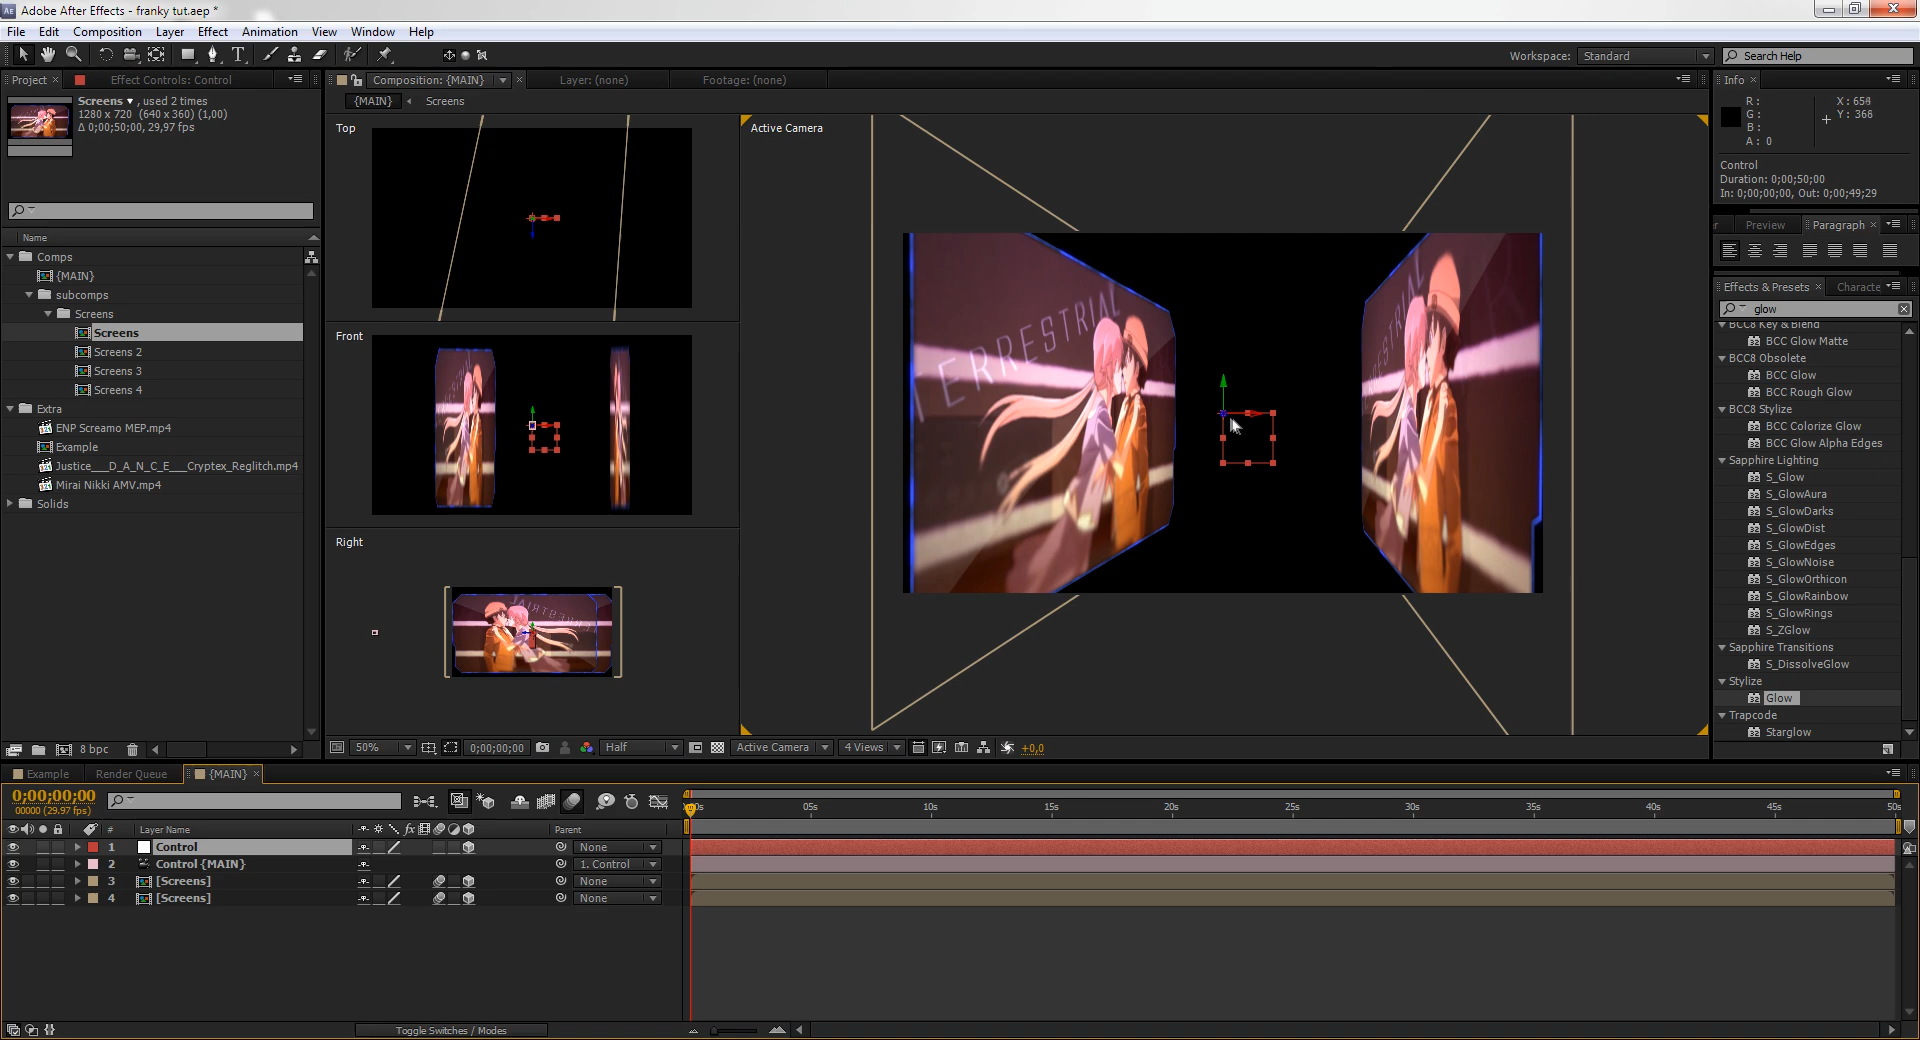 Adobe After Effects - franky tut.aep *
File Edit Composition Layer Effect Animation View Window Help
Workspace: Standard Search Help
Project Effect Controls: Control
Screens ▾ , used 2 times
1280 x 720 (640 x 360) (1,00)
Δ 0;00;50;00, 29,97 fps
Name
Comps
{MAIN}
subcomps
Screens
Screens
Screens 2
Screens 3
Screens 4
Extra
ENP Screamo MEP.mp4
Example
Justice___D_A_N_C_E___Cryptex_Reglitch.mp4
Mirai Nikki AMV.mp4
Solids
8 bpc
Composition: {MAIN} Layer: (none) Footage: (none)
{MAIN} Screens
Top
Front
Right
Active Camera
ERRESTRIAL
50% 0;00;00;00 Half Active Camera 4 Views +0,0
Info
R:
G:
B:
A: 0
X: 654
Y: 368
Control
Duration: 0;00;50;00
In: 0;00;00;00, Out: 0;00;49;29
Preview Paragraph
Effects & Presets Characte
glow
BCC8 Key & Blend
BCC Glow Matte
BCC8 Obsolete
BCC Glow
BCC Rough Glow
BCC8 Stylize
BCC Colorize Glow
BCC Glow Alpha Edges
Sapphire Lighting
S_Glow
S_GlowAura
S_GlowDarks
S_GlowDist
S_GlowEdges
S_GlowNoise
S_GlowOrthicon
S_GlowRainbow
S_GlowRings
S_ZGlow
Sapphire Transitions
S_DissolveGlow
Stylize
Glow
Trapcode
Starglow
Example Render Queue {MAIN}
0;00;00;00
00000 (29.97 fps)
# Layer Name Parent
1 Control None
2 Control {MAIN} 1. Control
3 [Screens] None
4 [Screens] None
05s 10s 15s 20s 25s 30s 35s 40s 45s 50s
Toggle Switches / Modes